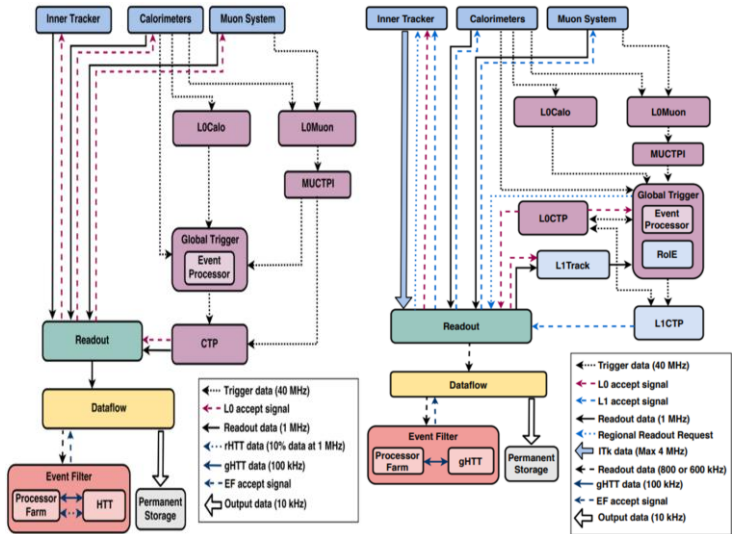 Inner Tracker
Calorimeters
Muon System
L0Calo
L0Muon
MUCTPI
Global Trigger
Event
Processor
CTP
Readout
Dataflow
Event Filter
Processor
Farm
HTT
Permanent
Storage
Trigger data (40 MHz)
L0 accept signal
Readout data (1 MHz)
rHTT data (10% data at 1 MHz)
gHTT data (100 kHz)
EF accept signal
Output data (10 kHz)
Inner Tracker
Calorimeters
Muon System
L0Calo
L0Muon
MUCTPI
Global Trigger
Event
Processor
RoIE
L0CTP
L1Track
L1CTP
Readout
Dataflow
Event Filter
Processor
Farm
gHTT
Permanent
Storage
Trigger data (40 MHz)
L0 accept signal
L1 accept signal
Readout data (1 MHz)
Regional Readout Request
ITk data (Max 4 MHz)
Readout data (800 or 600 kHz)
gHTT data (100 kHz)
EF accept signal
Output data (10 kHz)